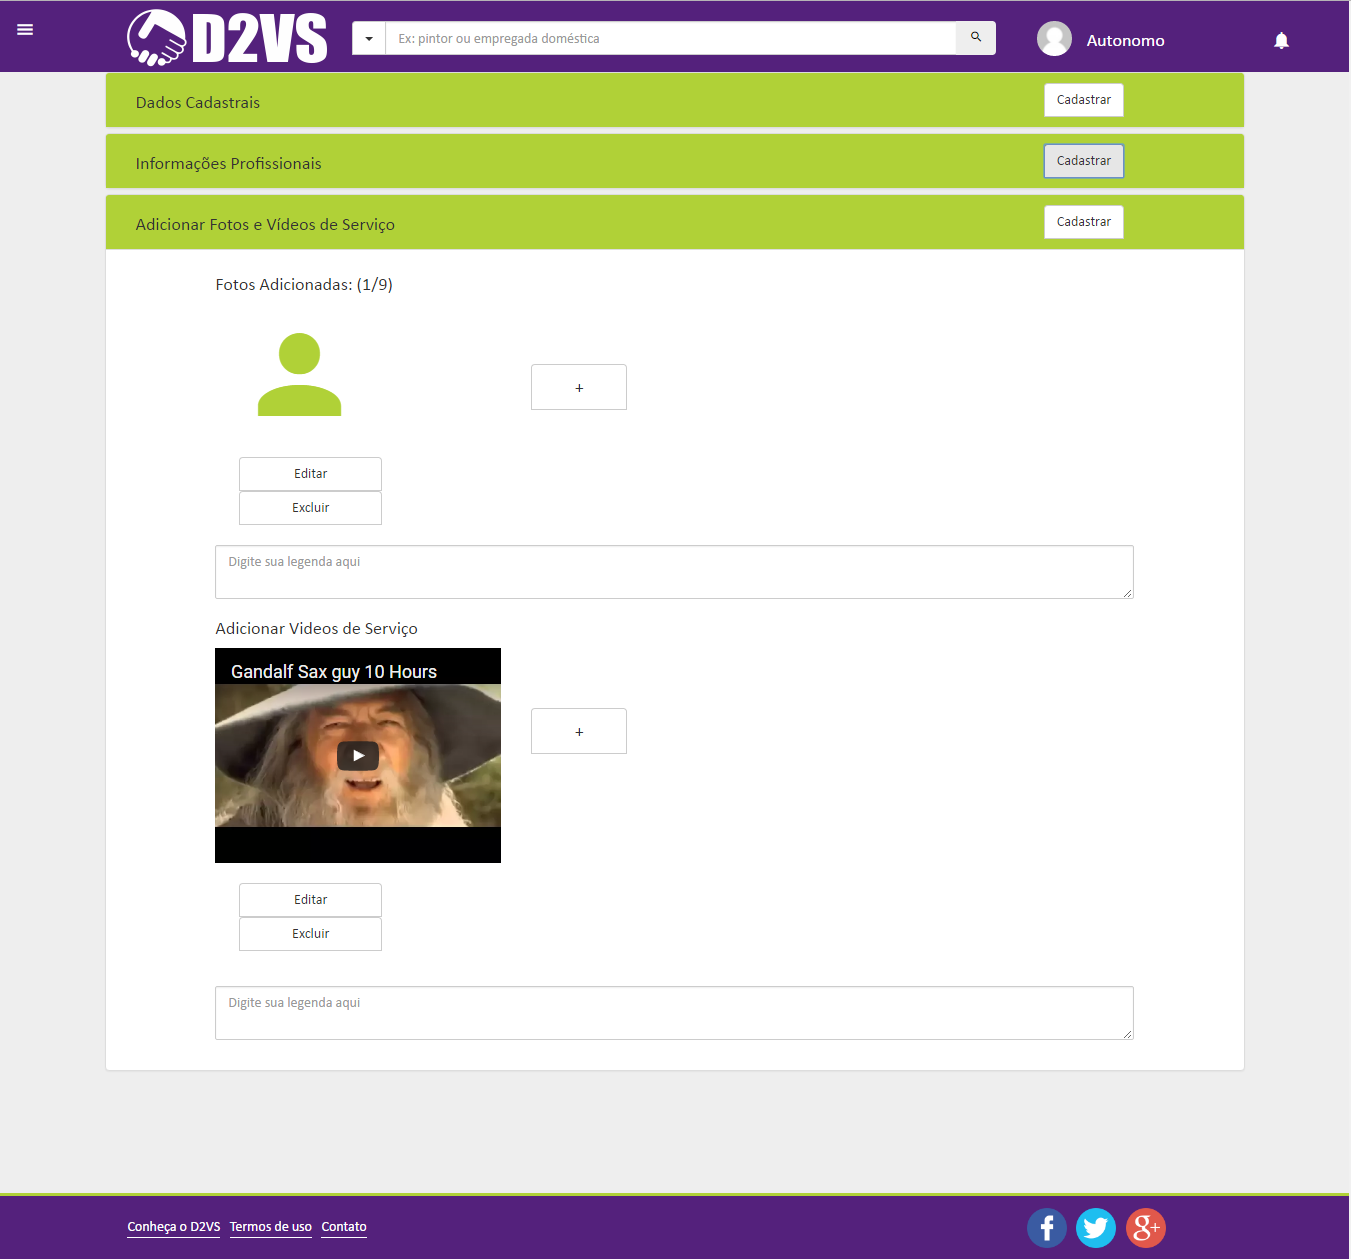 D2VS
Ex: pintor ou empregada doméstica
Autonomo
Dados Cadastrais
Cadastrar
Informações Profissionais
Cadastrar
Adicionar Fotos e Vídeos de Serviço
Cadastrar
Fotos Adicionadas: (1/9)
+
Editar
Excluir
Digite sua legenda aqui
Adicionar Videos de Serviço
Gandalf Sax guy 10 Hours
+
Editar
Excluir
Digite sua legenda aqui
Conheça o D2VS Termos de uso Contato
f g+